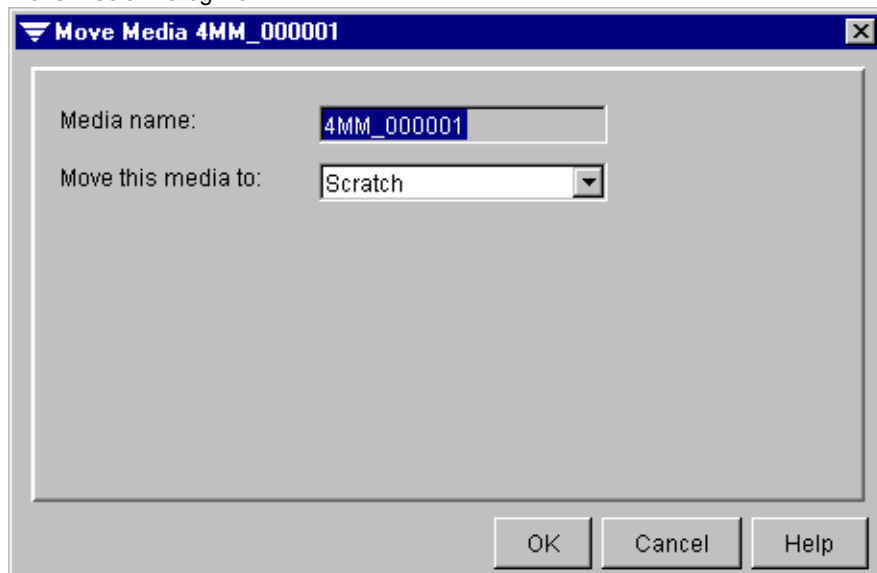 Move Media 4MM_000001
Media name: 4MM_000001
Move this media to: Scratch
OK Cancel Help